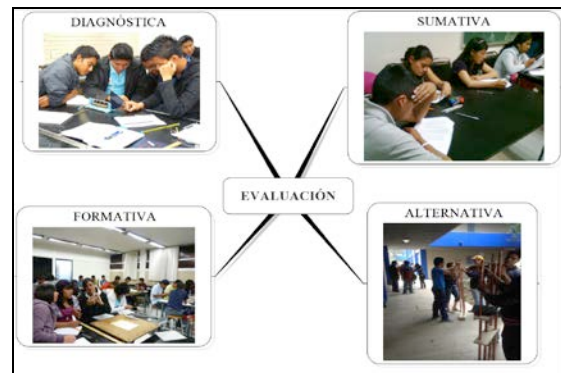 DIAGNÓSTICA
SUMATIVA
EVALUACIÓN
FORMATIVA
ALTERNATIVA